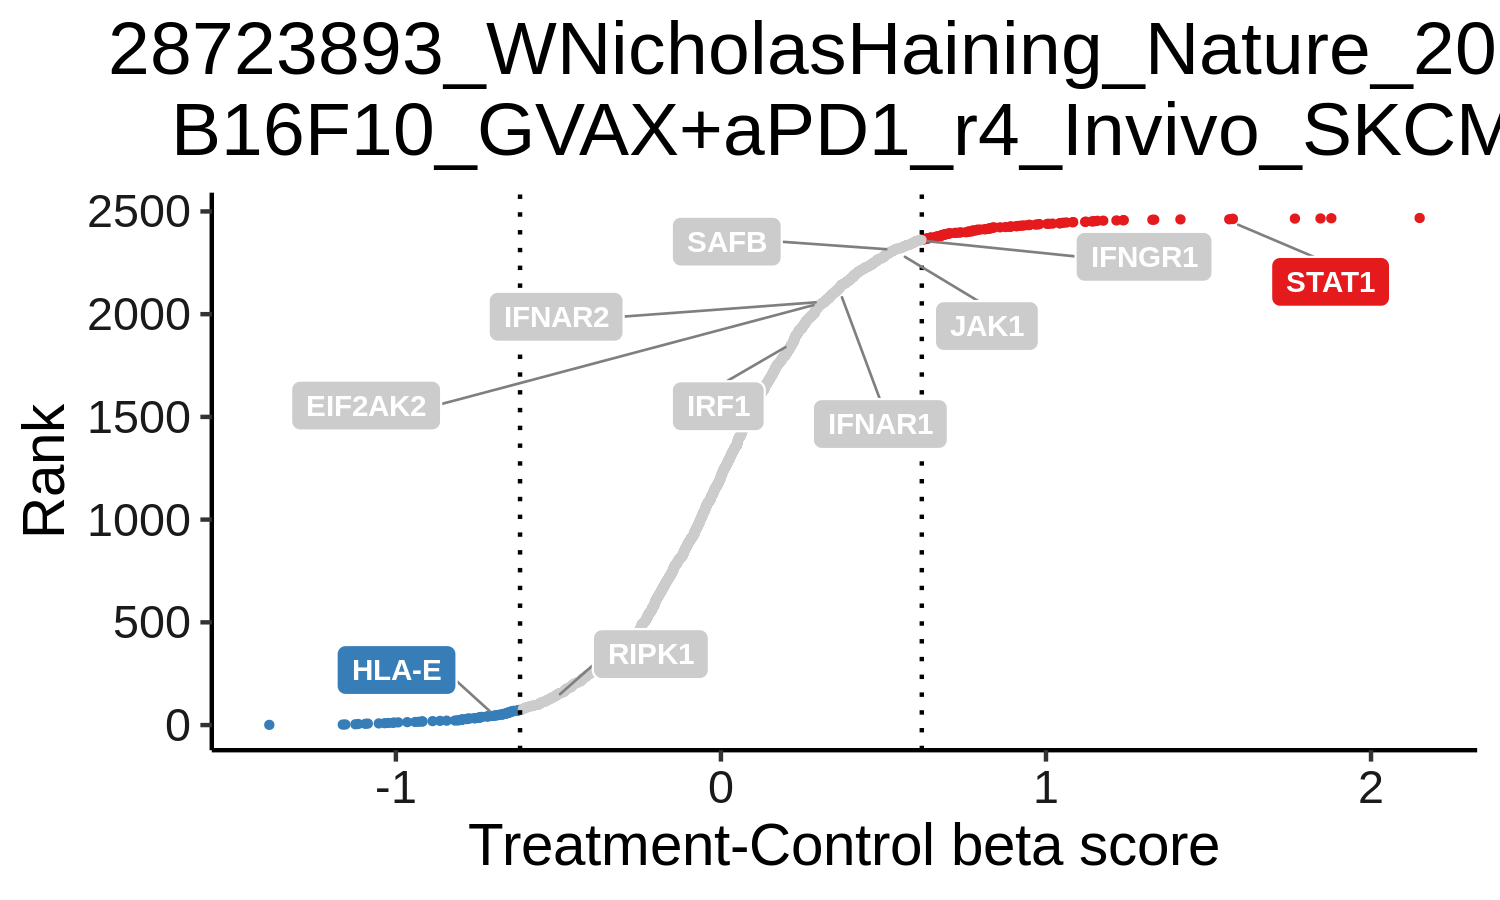 28723893_WNicholasHaining_Nature_20
B16F10_GVAX+aPD1_r4_Invivo_SKCM
2500
2000
1500
1000
500
0
Rank
SAFB
IFNGR1
STAT1
IFNAR2
JAK1
EIF2AK2
IRF1
IFNAR1
RIPK1
HLA-E
-1
0
1
2
Treatment-Control beta score